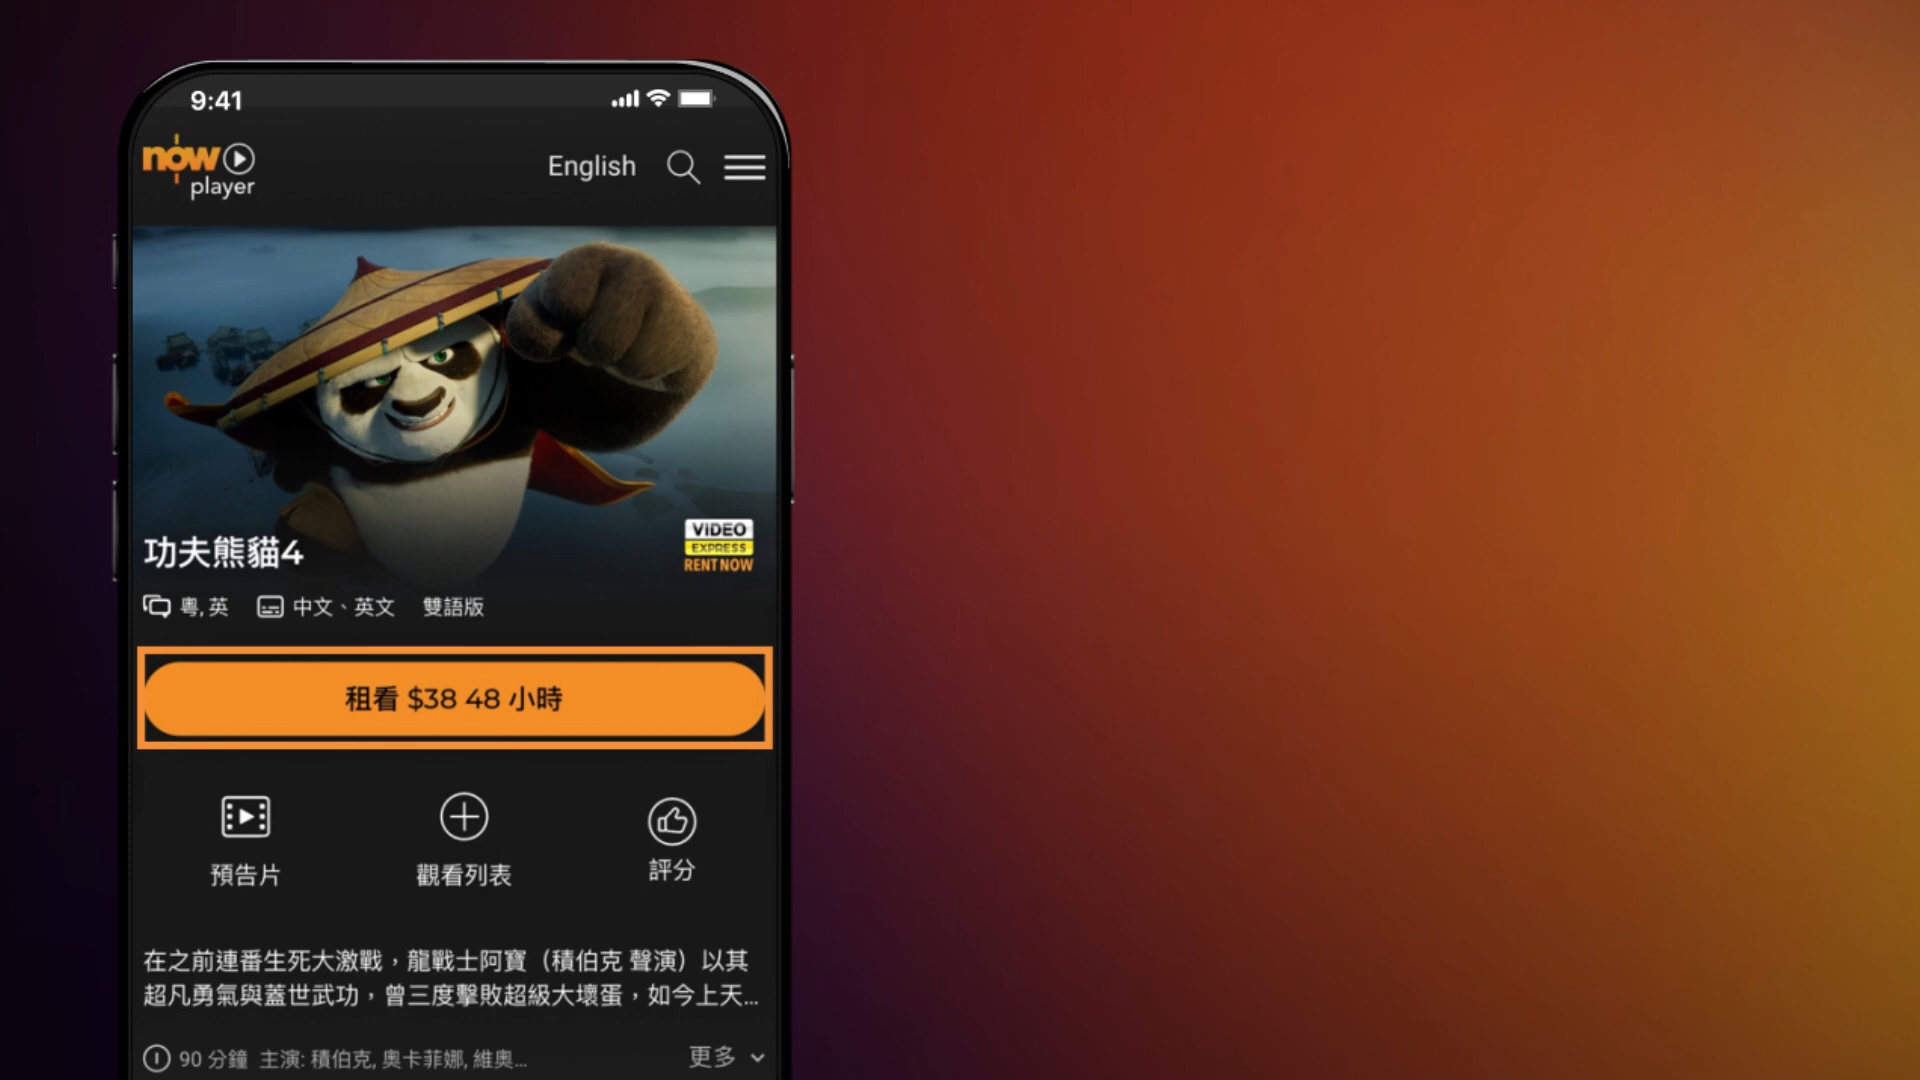 9:41
now
player
English
功夫熊貓4
VIDEO
EXPRESS
RENT NOW
粵, 英 中文、英文 雙語版
租看 $38 48 小時
預告片 觀看列表 評分
在之前連番生死大激戰，龍戰士阿寶（積伯克 聲演）以其
超凡勇氣與蓋世武功，曾三度擊敗超級大壞蛋，如今上天...
90 分鐘 主演: 積伯克, 奧卡菲娜, 維奧... 更多